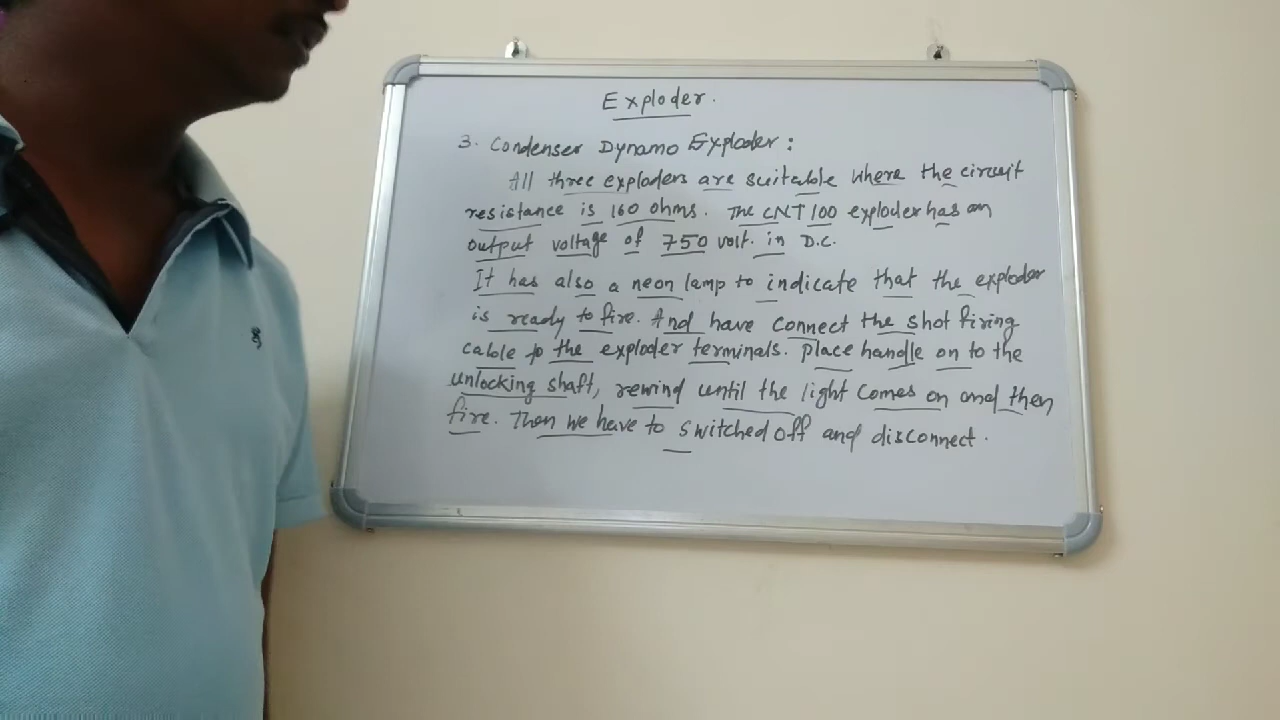 Exploder.
3. Condenser Dynamo Exploder:
All three exploders are suitable where the circuit
resistance is 160 ohms. The CNT 100 exploder has an
output voltage of 750 volt. in D.C.
It has also a neon lamp to indicate that the exploder
is ready to fire. And have connect the shot firing
cable to the exploder terminals. place handle on to the
unlocking shaft, rewind until the light comes on and then
fire. Then we have to switched off and disconnect.